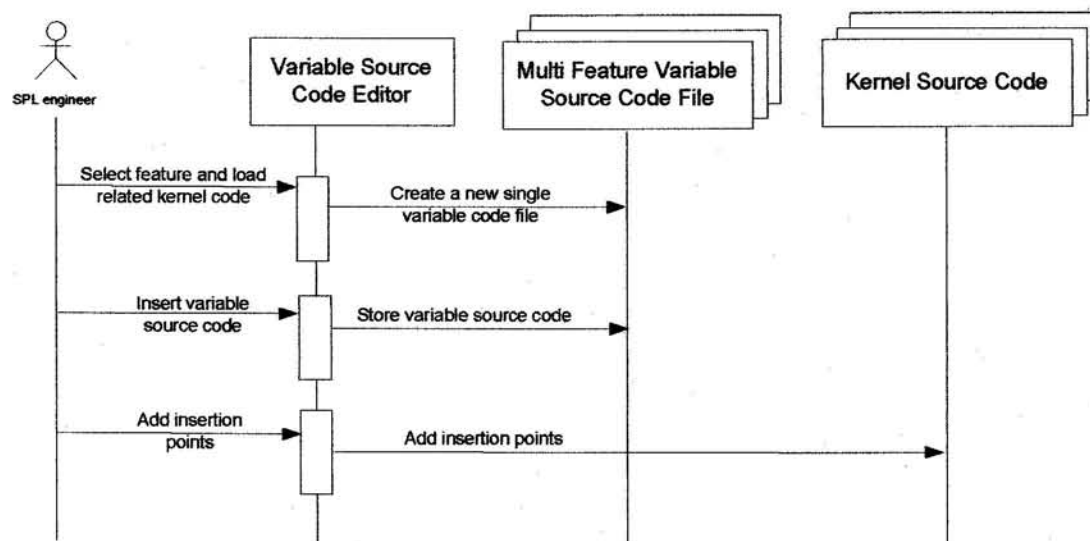 SPL engineer
Variable Source
Code Editor
Multi Feature Variable
Source Code File
Kernel Source Code
Select feature and load
related kernel code
Create a new single
variable code file
Insert variable
source code
Store variable source code
Add insertion
points
Add insertion points